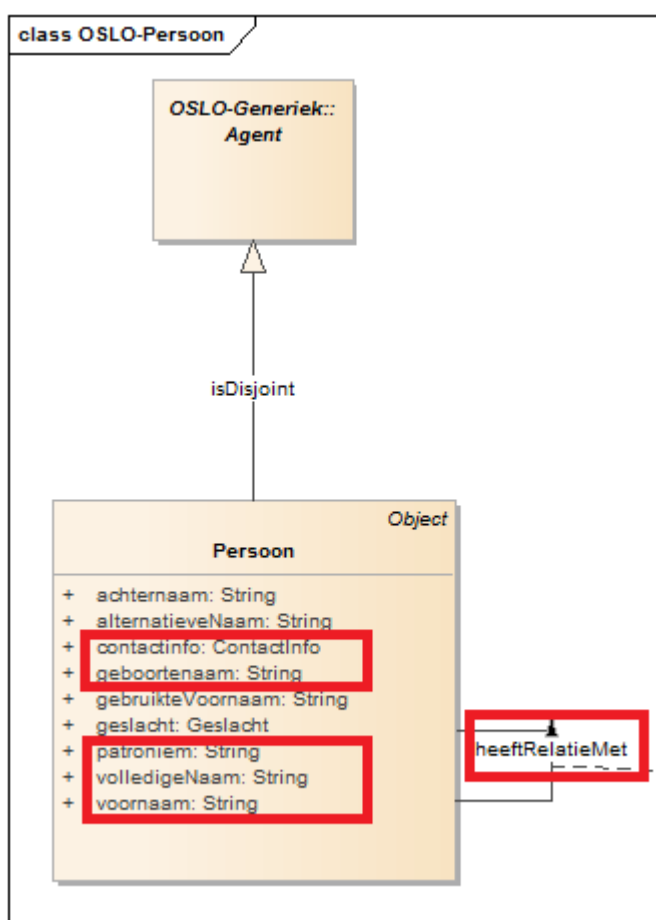 class OSLO-Persoon
OSLO-Generiek::
Agent
isDisjoint
Object
Persoon
+ achternaam: String
+ alternatieveNaam: String
+ contactinfo: ContactInfo
+ geboortenaam: String
+ gebruikteVoornaam: String
+ geslacht: Geslacht
+ patroniem: String
+ volledigeNaam: String
+ voornaam: String
heeftRelatieMet